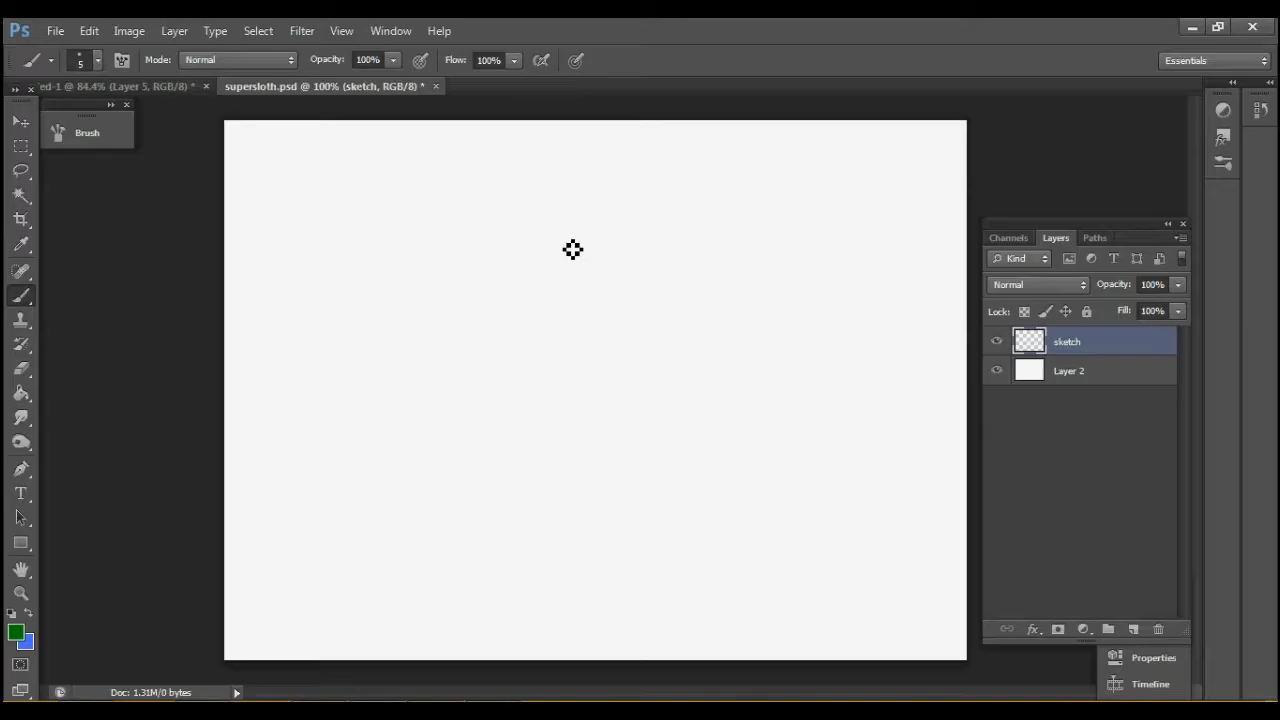 Ps File Edit Image Layer Type Select Filter View Window Help
5 Mode: Normal Opacity: 100% Flow: 100% Essentials
ed-1 @ 84.4% (Layer 5, RGB/8) * × supersloth.psd @ 100% (sketch, RGB/8) * ×
Brush
Channels Layers Paths
Kind
Normal Opacity: 100%
Lock: Fill: 100%
sketch
Layer 2
fx
Properties
Timeline
Doc: 1.31M/0 bytes